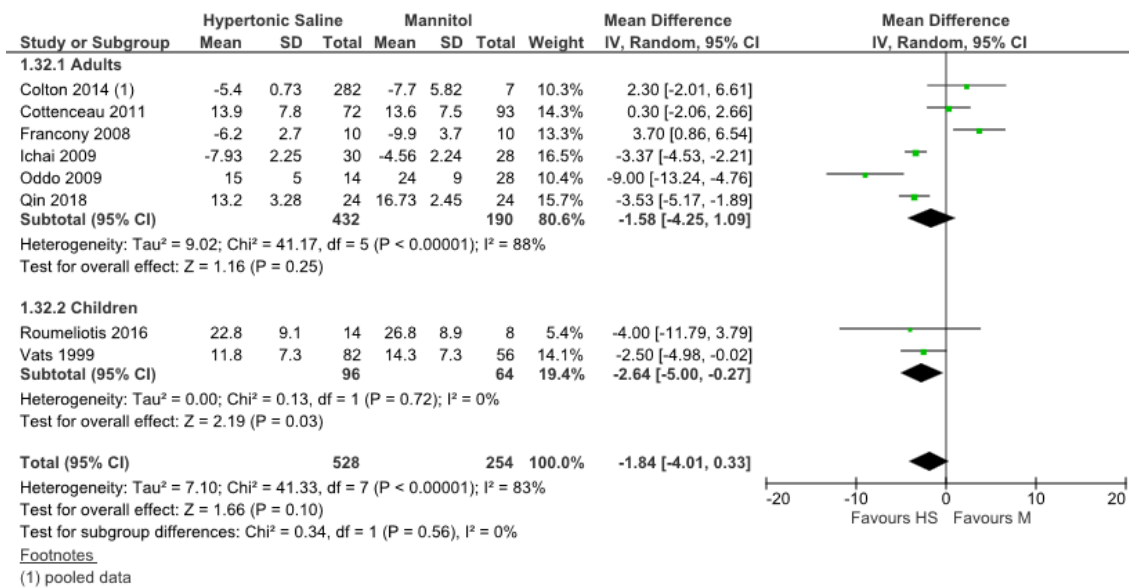 Hypertonic Saline Mannitol Mean Difference Mean Difference
Study or Subgroup Mean SD Total Mean SD Total Weight IV, Random, 95% CI IV, Random, 95% CI
1.32.1 Adults
Colton 2014 (1) -5.4 0.73 282 -7.7 5.82 7 10.3% 2.30 [-2.01, 6.61]
Cottenceau 2011 13.9 7.8 72 13.6 7.5 93 14.3% 0.30 [-2.06, 2.66]
Francony 2008 -6.2 2.7 10 -9.9 3.7 10 13.3% 3.70 [0.86, 6.54]
Ichai 2009 -7.93 2.25 30 -4.56 2.24 28 16.5% -3.37 [-4.53, -2.21]
Oddo 2009 15 5 14 24 9 28 10.4% -9.00 [-13.24, -4.76]
Qin 2018 13.2 3.28 24 16.73 2.45 24 15.7% -3.53 [-5.17, -1.89]
Subtotal (95% CI) 432 190 80.6% -1.58 [-4.25, 1.09]
Heterogeneity: Tau² = 9.02; Chi² = 41.17, df = 5 (P < 0.00001); I² = 88%
Test for overall effect: Z = 1.16 (P = 0.25)
1.32.2 Children
Roumeliotis 2016 22.8 9.1 14 26.8 8.9 8 5.4% -4.00 [-11.79, 3.79]
Vats 1999 11.8 7.3 82 14.3 7.3 56 14.1% -2.50 [-4.98, -0.02]
Subtotal (95% CI) 96 64 19.4% -2.64 [-5.00, -0.27]
Heterogeneity: Tau² = 0.00; Chi² = 0.13, df = 1 (P = 0.72); I² = 0%
Test for overall effect: Z = 2.19 (P = 0.03)
Total (95% CI) 528 254 100.0% -1.84 [-4.01, 0.33]
Heterogeneity: Tau² = 7.10; Chi² = 41.33, df = 7 (P < 0.00001); I² = 83%
Test for overall effect: Z = 1.66 (P = 0.10)
Test for subgroup differences: Chi² = 0.34, df = 1 (P = 0.56), I² = 0%
-20 -10 0 10 20
Favours HS Favours M
Footnotes
(1) pooled data